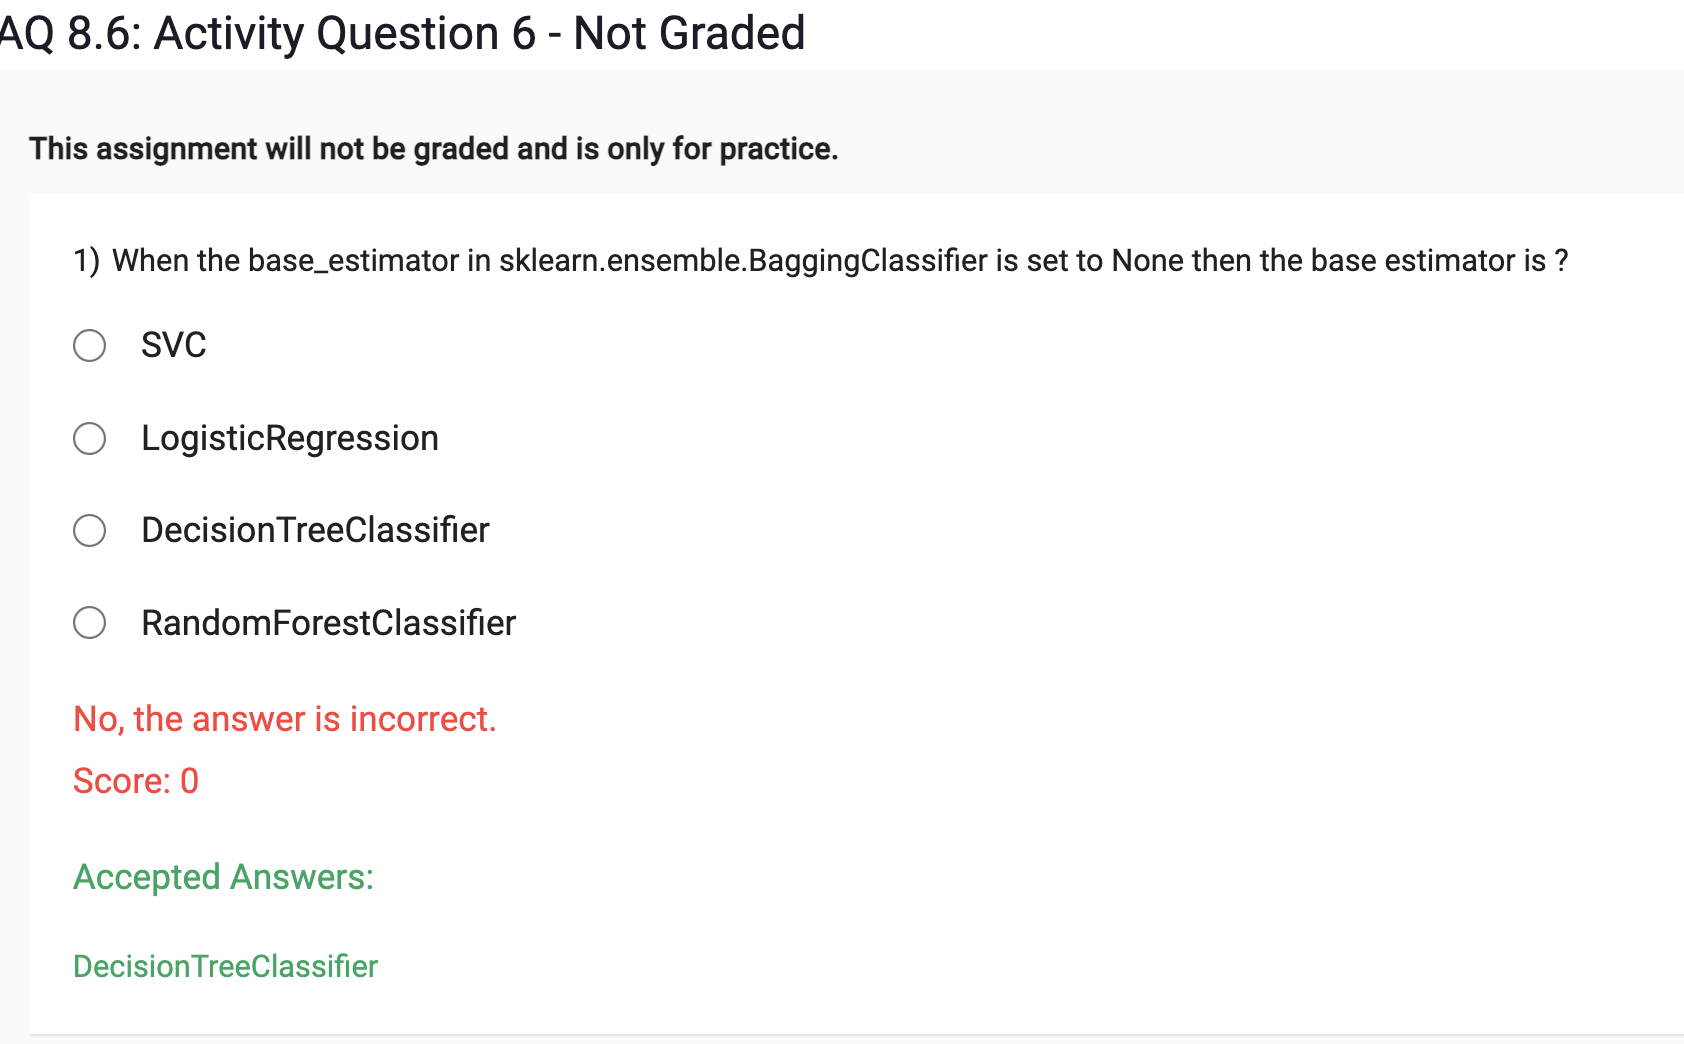 AQ 8.6: Activity Question 6 - Not Graded
This assignment will not be graded and is only for practice.
1) When the base_estimator in sklearn.ensemble.BaggingClassifier is set to None then the base estimator is ?
SVC
LogisticRegression
DecisionTreeClassifier
RandomForestClassifier
No, the answer is incorrect.
Score: 0
Accepted Answers:
DecisionTreeClassifier